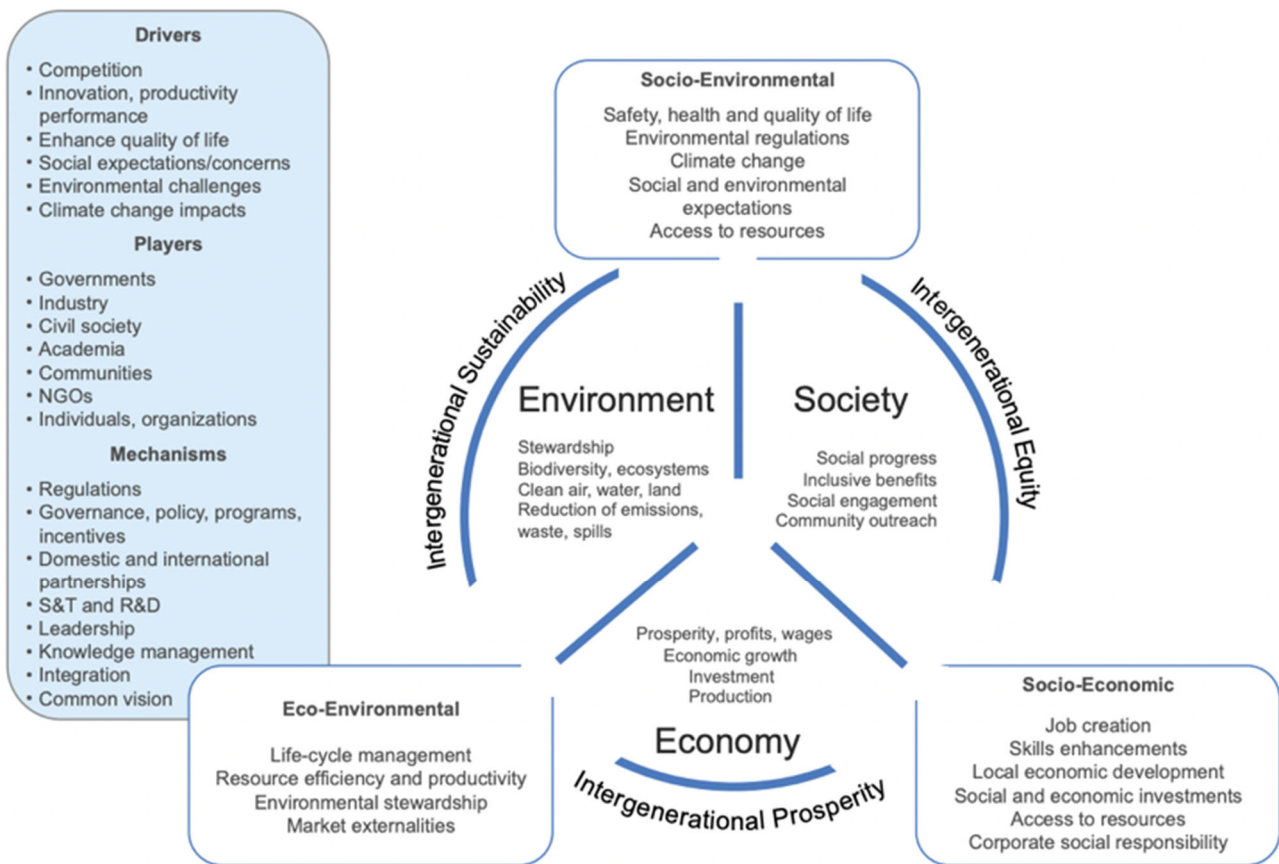 Drivers
• Competition
• Innovation, productivity
performance
• Enhance quality of life
• Social expectations/concerns
• Environmental challenges
• Climate change impacts
Players
• Governments
• Industry
• Civil society
• Academia
• Communities
• NGOs
• Individuals, organizations
Mechanisms
• Regulations
• Governance, policy, programs,
incentives
• Domestic and international
partnerships
• S&T and R&D
• Leadership
• Knowledge management
• Integration
• Common vision
Socio-Environmental
Safety, health and quality of life
Environmental regulations
Climate change
Social and environmental
expectations
Access to resources
Intergenerational Sustainability
Intergenerational Equity
Environment
Stewardship
Biodiversity, ecosystems
Clean air, water, land
Reduction of emissions,
waste, spills
Society
Social progress
Inclusive benefits
Social engagement
Community outreach
Prosperity, profits, wages
Economic growth
Investment
Production
Economy
Intergenerational Prosperity
Eco-Environmental
Life-cycle management
Resource efficiency and productivity
Environmental stewardship
Market externalities
Socio-Economic
Job creation
Skills enhancements
Local economic development
Social and economic investments
Access to resources
Corporate social responsibility